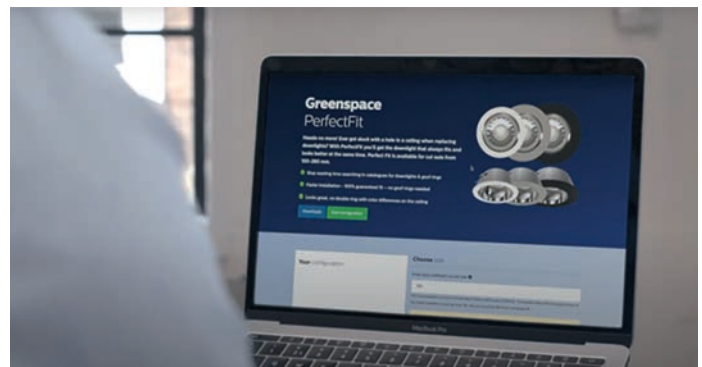 Greenspace
PerfectFit
Hassle no more! Ever get stuck with a hole in a ceiling when replacing
downlights? With PerfectFit you'll get the downlight that always fits and
looks better at the same time. Perfect Fit is available for cut outs from
Stop wasting time searching in catalogues for downlights & goof rings
Faster installation - 100% guaranteed fit - no goof rings needed
Looks great, no double ring with color differences on the ceiling
Downloads Start configuration
Your configuration
Choose
MacBook Pro